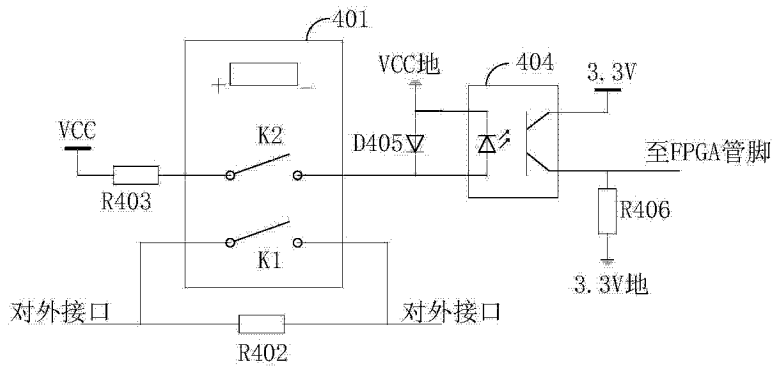 401
404
VCC地
3.3V
+
−
VCC
K2
D405
至FPGA管脚
R403
R406
K1
3.3V地
对外接口
对外接口
R402